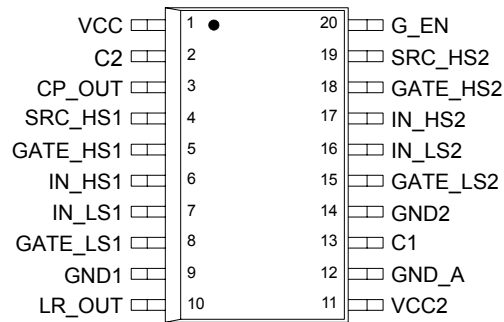 VCC 1 20 G_EN
C2 2 19 SRC_HS2
CP_OUT 3 18 GATE_HS2
SRC_HS1 4 17 IN_HS2
GATE_HS1 5 16 IN_LS2
IN_HS1 6 15 GATE_LS2
IN_LS1 7 14 GND2
GATE_LS1 8 13 C1
GND1 9 12 GND_A
LR_OUT 10 11 VCC2